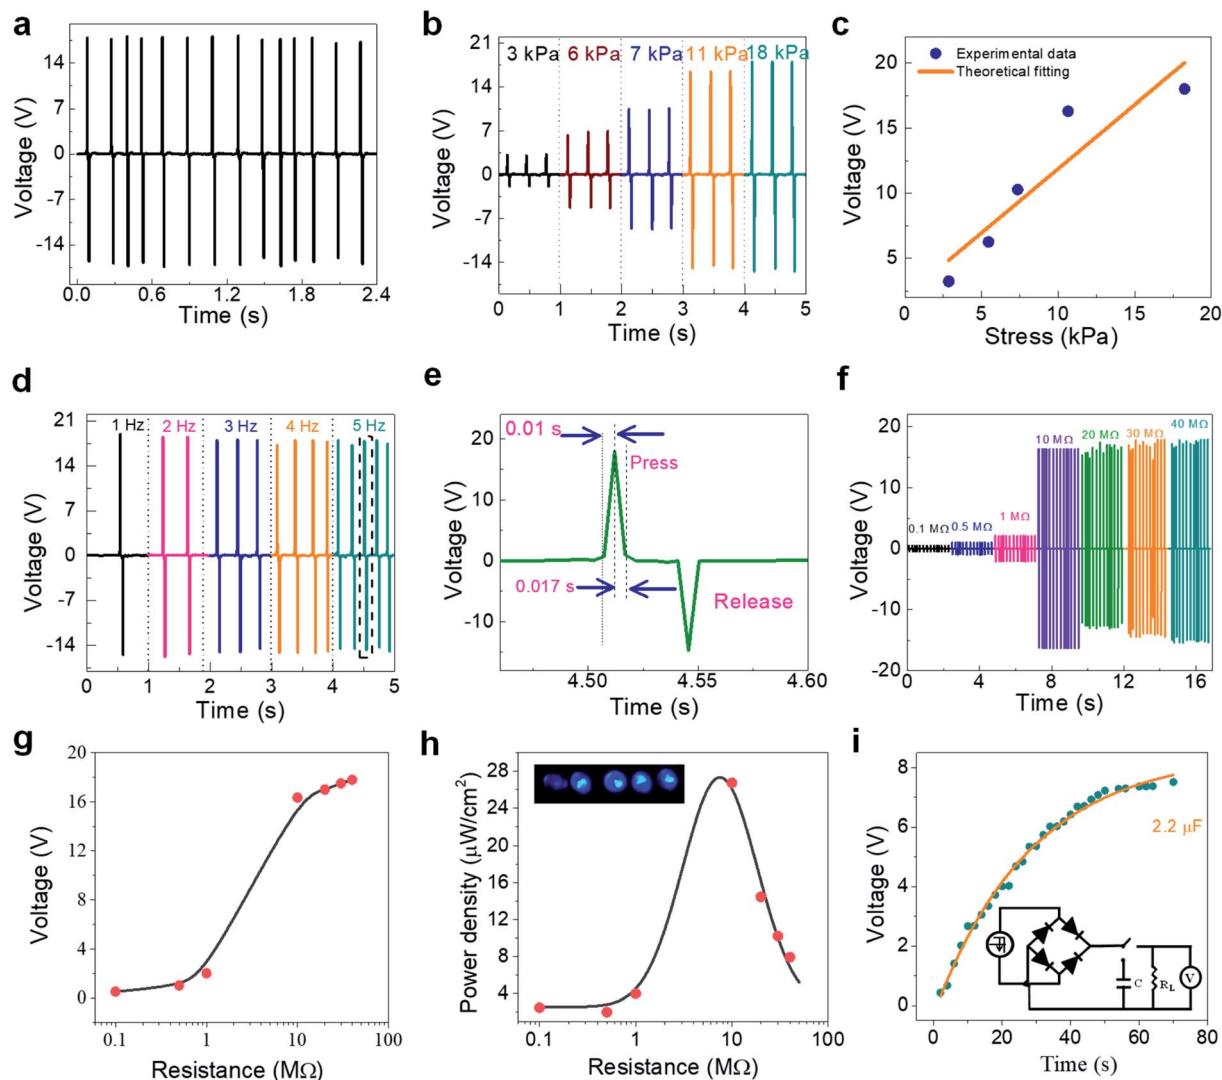 a
14
7
0
-7
-14
Voltage (V)
0.0 0.6 1.2 1.8 2.4
Time (s)
b
21
14
7
0
-7
-14
Voltage (V)
3 kPa 6 kPa 7 kPa 11 kPa 18 kPa
0 1 2 3 4 5
Time (s)
c
20
15
10
5
Voltage (V)
Experimental data
Theoretical fitting
0 5 10 15 20
Stress (kPa)
d
21
14
7
0
-7
-14
Voltage (V)
1 Hz 2 Hz 3 Hz 4 Hz 5 Hz
0 1 2 3 4 5
Time (s)
e
20
10
0
-10
Voltage (V)
0.01 s
Press
0.017 s
Release
4.50 4.55 4.60
Time (s)
f
20
10
0
-10
-20
Voltage (V)
0.1 MΩ 0.5 MΩ 1 MΩ 10 MΩ 20 MΩ 30 MΩ 40 MΩ
0 4 8 12 16
Time (s)
g
20
16
12
8
4
0
Voltage (V)
0.1 1 10 100
Resistance (MΩ)
h
28
24
20
16
12
8
4
Power density (μW/cm²)
0.1 1 10 100
Resistance (MΩ)
i
8
6
4
2
0
Voltage (V)
2.2 μF
C
R_L
V
0 20 40 60 80
Time (s)